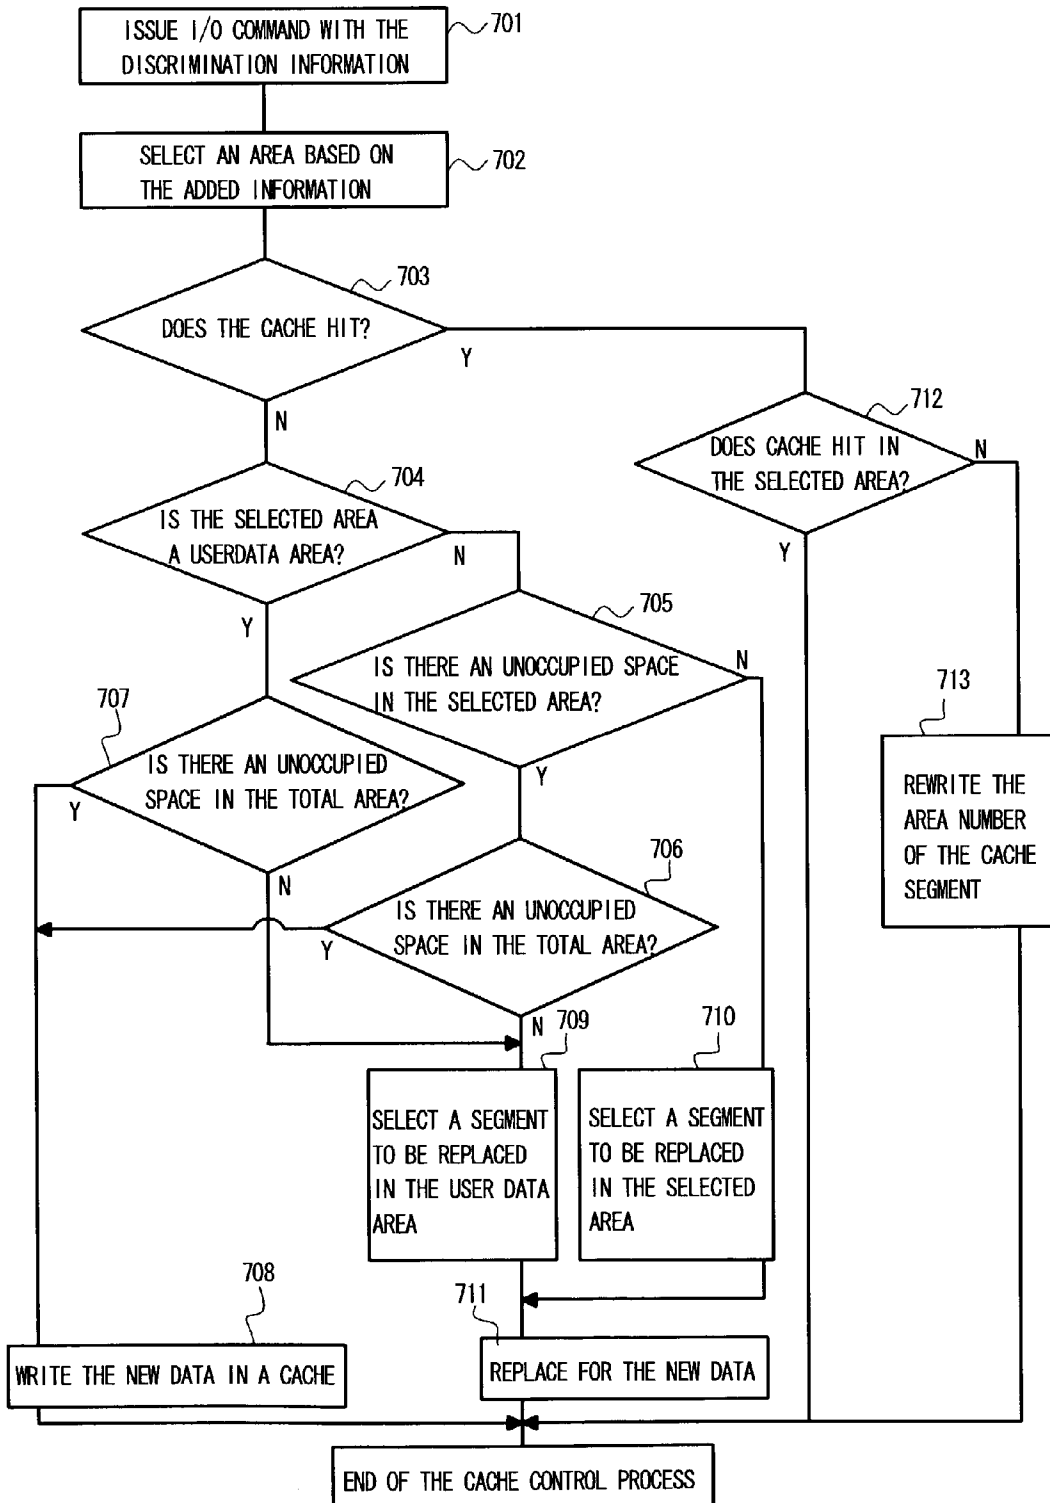 ISSUE I/O COMMAND WITH THE
DISCRIMINATION INFORMATION
701
SELECT AN AREA BASED ON
THE ADDED INFORMATION
702
703
DOES THE CACHE HIT?
Y
N
712
DOES CACHE HIT IN
THE SELECTED AREA?
N
Y
704
IS THE SELECTED AREA
A USERDATA AREA?
N
Y
705
IS THERE AN UNOCCUPIED SPACE
IN THE SELECTED AREA?
N
Y
707
IS THERE AN UNOCCUPIED
SPACE IN THE TOTAL AREA?
Y
N
713
REWRITE THE
AREA NUMBER
OF THE CACHE
SEGMENT
706
IS THERE AN UNOCCUPIED
SPACE IN THE TOTAL AREA?
Y
N
709
SELECT A SEGMENT
TO BE REPLACED
IN THE USER DATA
AREA
710
SELECT A SEGMENT
TO BE REPLACED
IN THE SELECTED
AREA
708
WRITE THE NEW DATA IN A CACHE
711
REPLACE FOR THE NEW DATA
END OF THE CACHE CONTROL PROCESS